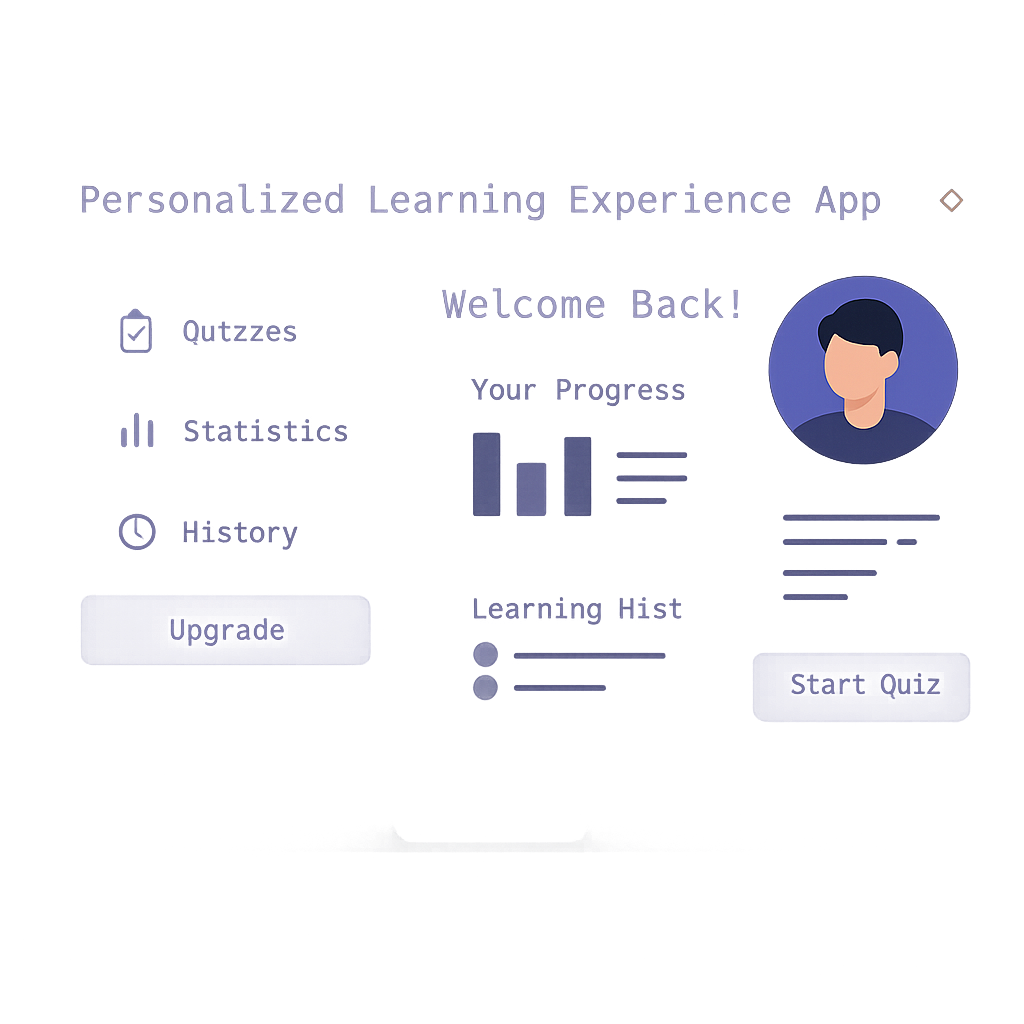 Personalized Learning Experience App
Qutzzes
Statistics
History
Upgrade
Welcome Back!
Your Progress
Learning Hist
Start Quiz